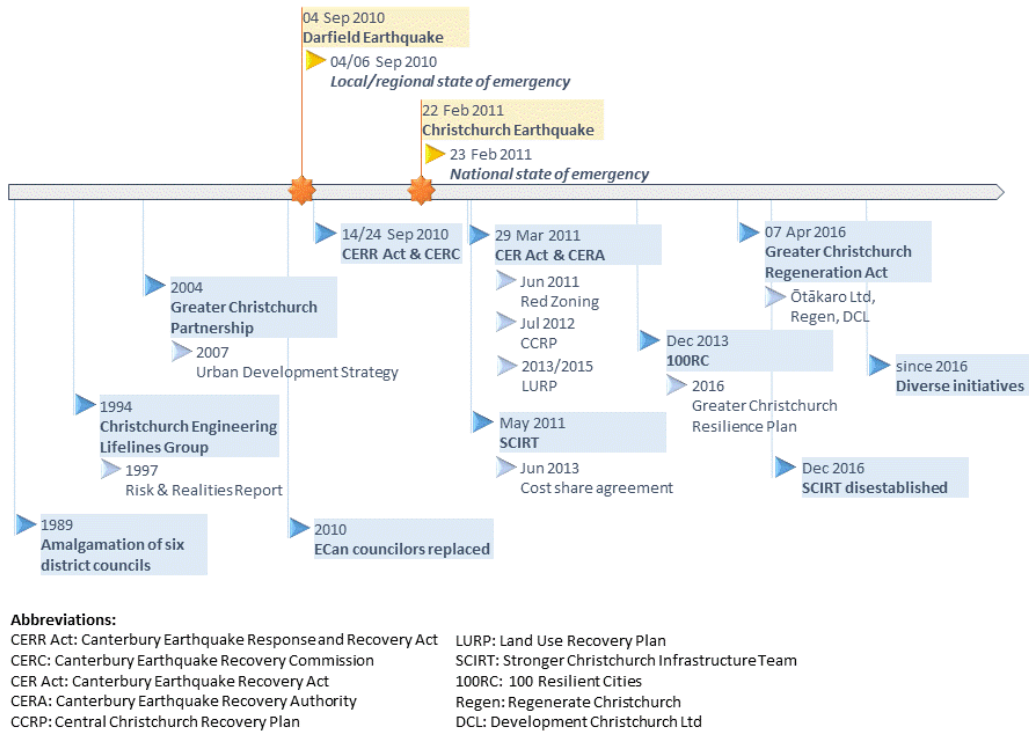 04 Sep 2010
Darfield Earthquake
04/06 Sep 2010
Local/regional state of emergency
22 Feb 2011
Christchurch Earthquake
23 Feb 2011
National state of emergency
14/24 Sep 2010
CERR Act & CERC
29 Mar 2011
CER Act & CERA
Jun 2011
Red Zoning
Jul 2012
CCRP
2013/2015
LURP
07 Apr 2016
Greater Christchurch
Regeneration Act
Ōtākaro Ltd,
Regen, DCL
2004
Greater Christchurch
Partnership
2007
Urban Development Strategy
Dec 2013
100RC
2016
Greater Christchurch
Resilience Plan
since 2016
Diverse initiatives
1994
Christchurch Engineering
Lifelines Group
1997
Risk & Realities Report
May 2011
SCIRT
Jun 2013
Cost share agreement
Dec 2016
SCIRT disestablished
1989
Amalgamation of six
district councils
2010
ECan councilors replaced
Abbreviations:
CERR Act: Canterbury Earthquake Response and Recovery Act
CERC: Canterbury Earthquake Recovery Commission
CER Act: Canterbury Earthquake Recovery Act
CERA: Canterbury Earthquake Recovery Authority
CCRP: Central Christchurch Recovery Plan
LURP: Land Use Recovery Plan
SCIRT: Stronger Christchurch Infrastructure Team
100RC: 100 Resilient Cities
Regen: Regenerate Christchurch
DCL: Development Christchurch Ltd